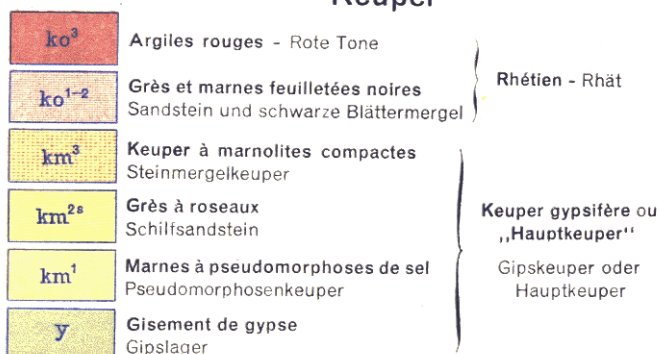 Keuper
ko³
Argiles rouges - Rote Tone
ko¹⁻²
Grès et marnes feuilletées noires
Sandstein und schwarze Blättermergel
Rhétien - Rhät
km³
Keuper à marnolites compactes
Steinmergelkeuper
km²ˢ
Grès à roseaux
Schilfsandstein
km¹
Marnes à pseudomorphoses de sel
Pseudomorphosenkeuper
y
Gisement de gypse
Gipslager
Keuper gypsifère ou
,,Hauptkeuper"
Gipskeuper oder
Hauptkeuper